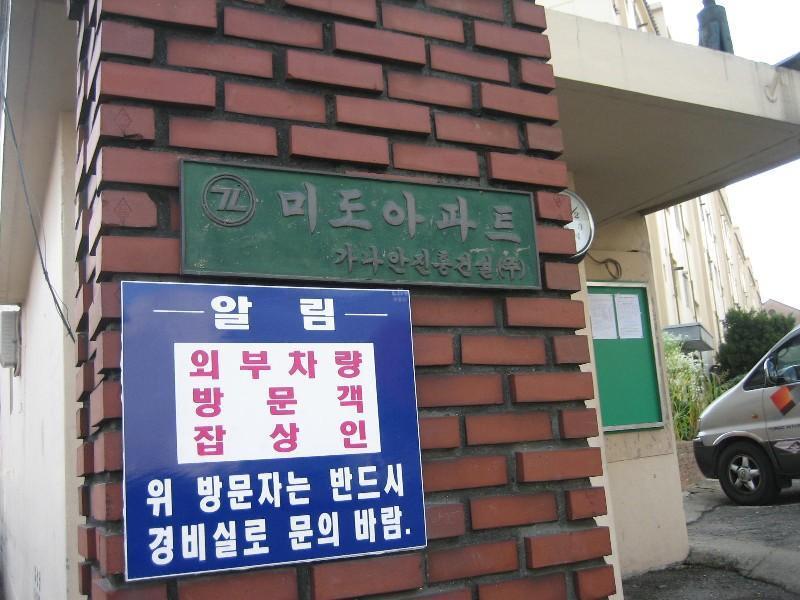 미도아파트
가나안진흥건설(주)
알 림
외부차량
방 문 객
잡 상 인
위 방문자는 반드시
경비실로 문의 바람.